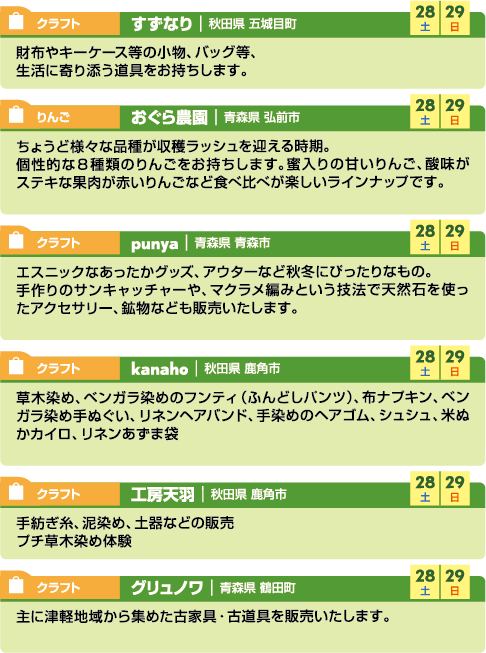 クラフト すずなり | 秋田県 五城目町 28 土 29 日
財布やキーケース等の小物、バッグ等、
生活に寄り添う道具をお持ちします。
りんご おぐら農園 | 青森県 弘前市 28 土 29 日
ちょうど様々な品種が収穫ラッシュを迎える時期。
個性的な８種類のりんごをお持ちします。蜜入りの甘いりんご、酸味が
ステキな果肉が赤いりんごなど食べ比べが楽しいラインナップです。
クラフト punya | 青森県 青森市 28 土 29 日
エスニックなあったかグッズ、アウターなど秋冬にぴったりなもの。
手作りのサンキャッチャーや、マクラメ編みという技法で天然石を使っ
たアクセサリー、鉱物なども販売いたします。
クラフト kanaho | 秋田県 鹿角市 28 土 29 日
草木染め、ベンガラ染めのフンティ（ふんどしパンツ）、布ナプキン、ベン
ガラ染め手ぬぐい、リネンヘアバンド、手染めのヘアゴム、シュシュ、米ぬ
かカイロ、リネンあずま袋
クラフト 工房天羽 | 秋田県 鹿角市 28 土 29 日
手紡ぎ糸、泥染め、土器などの販売
プチ草木染め体験
クラフト グリュノワ | 青森県 鶴田町 28 土 29 日
主に津軽地域から集めた古家具・古道具を販売いたします。